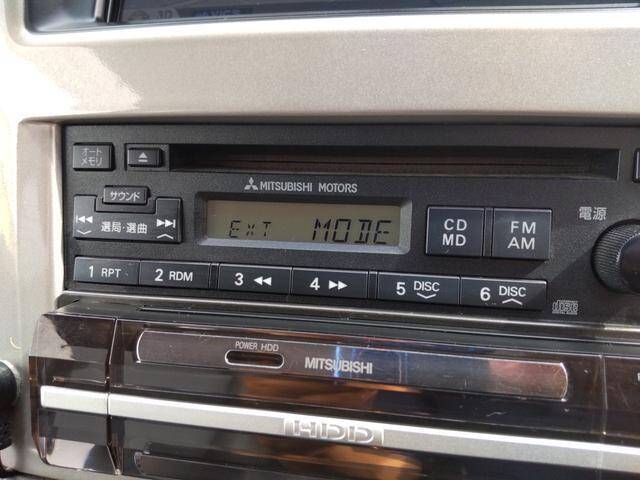 オート
メモリ
サウンド
選局・選曲
MITSUBISHI MOTORS
EXT MODE
CD
MD
FM
AM
電源
1 RPT
2 RDM
3
4
5 DISC
6 DISC
POWER HDD
MITSUBISHI
HDD